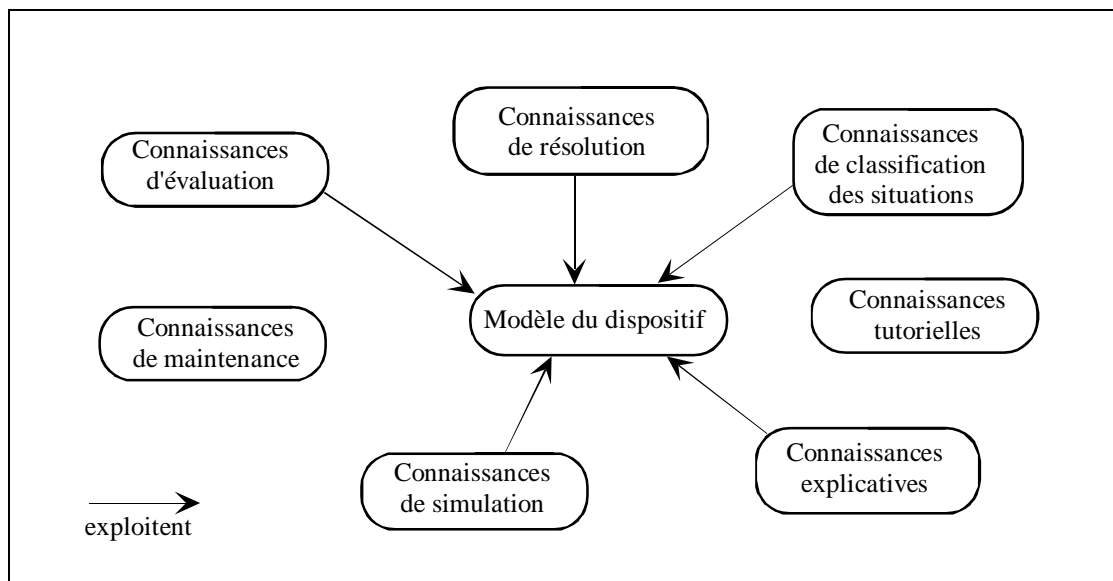 Connaissances
de résolution
Connaissances
d'évaluation
Connaissances
de classification
des situations
Modèle du dispositif
Connaissances
de maintenance
Connaissances
tutorielles
Connaissances
de simulation
Connaissances
explicatives
exploitent